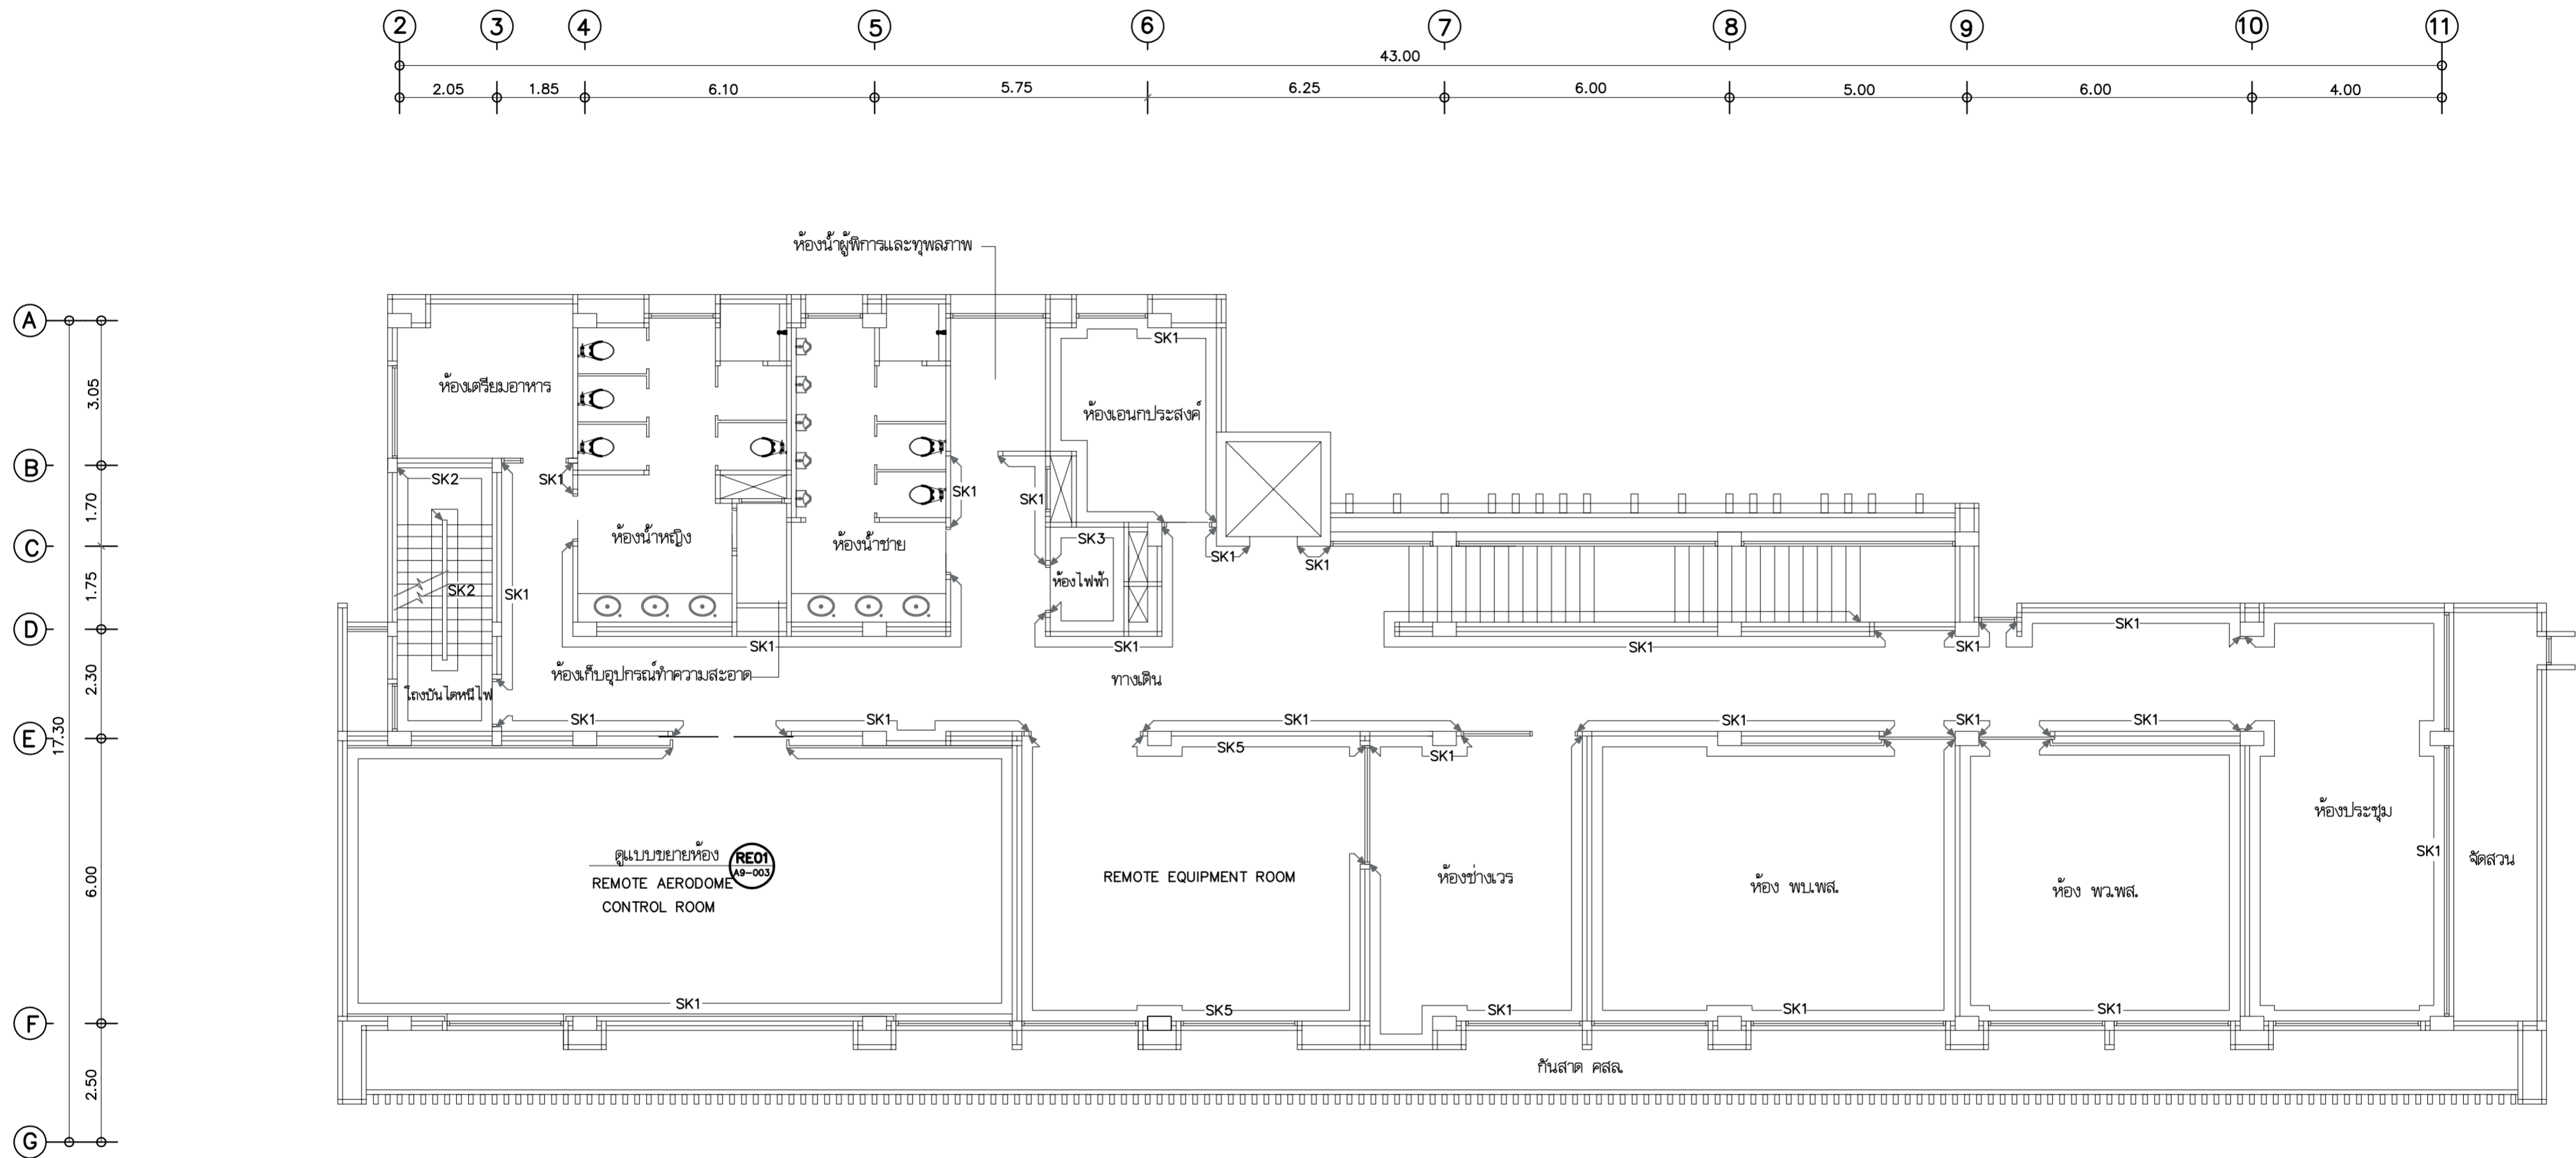 2 3 4 5 6 7 8 9 10 11
43.00
2.05 1.85 6.10 5.75 6.25 6.00 5.00 6.00 4.00
ห้องน้ำผู้พิการและทุพลภาพ
A
SK1
3.05
ห้องเตรียมอาหาร
ห้องเอนกประสงค์
B
SK2 SK1 SK1 SK1
1.70
ห้องน้ำหญิง ห้องน้ำชาย SK3
C
SK1 SK1
ห้องไฟฟ้า
1.75
SK2 SK1
D
SK1
SK1 SK1 SK1 SK1
2.30
ห้องเก็บอุปกรณ์ทำความสะอาด ทางเดิน
โถงบันไดหนีไฟ
SK1 SK1 SK1 SK1 SK1 SK1
E
17.30
SK5 SK1
ห้องประชุม
6.00
ดูแบบขยายห้อง RE01
A9-003
REMOTE AERODOME
CONTROL ROOM
REMOTE EQUIPMENT ROOM
ห้องช่างเวร
ห้อง พบ.พส.
ห้อง พว.พส.
SK1
จัดสวน
SK1 SK5 SK1 SK1 SK1
F
2.50
กันสาด คสล.
G